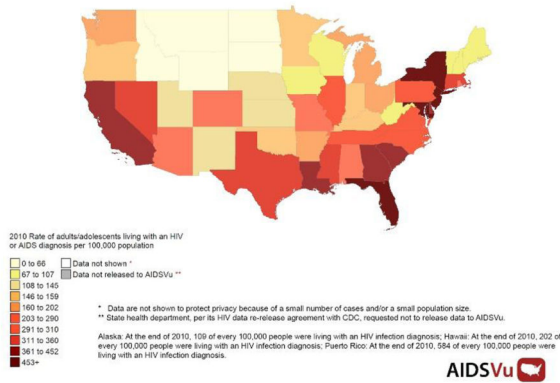 2010 Rate of adults/adolescents living with an HIV
or AIDS diagnosis per 100,000 population
0 to 66
67 to 107
108 to 145
146 to 159
160 to 202
203 to 290
291 to 310
311 to 360
361 to 452
453+
Data not shown *
Data not released to AIDSVu **
* Data are not shown to protect privacy because of a small number of cases and/or a small population size.
** State health department, per its HIV data re-release agreement with CDC, requested not to release data to AIDSVu.
Alaska: At the end of 2010, 109 of every 100,000 people were living with an HIV infection diagnosis; Hawaii: At the end of 2010, 202 of
every 100,000 people were living with an HIV infection diagnosis; Puerto Rico: At the end of 2010, 584 of every 100,000 people were
living with an HIV infection diagnosis.
AIDSVu